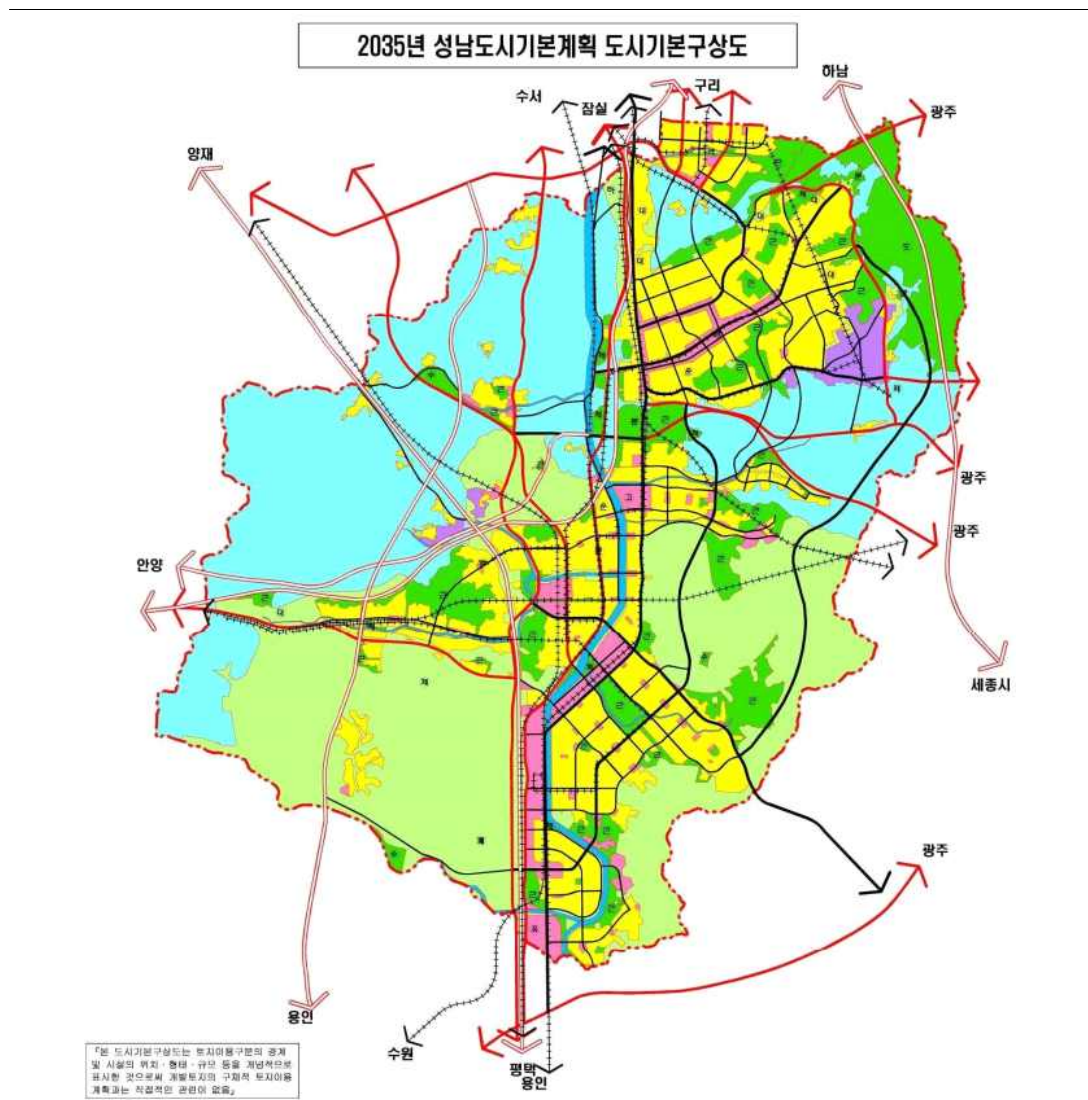 2035년 성남도시기본계획 도시기본구상도
하남
구리
수서
잠실
광주
양재
광주
안양
광주
세종시
광주
용인
수원
평택
용인
「본 도시기본구상도는 토지이용구분의 경계
및 시설의 위치·형태·규모 등을 개념적으로
표시한 것으로써 개발토지의 구체적 토지이용
계획과는 직접적인 관련이 없음」